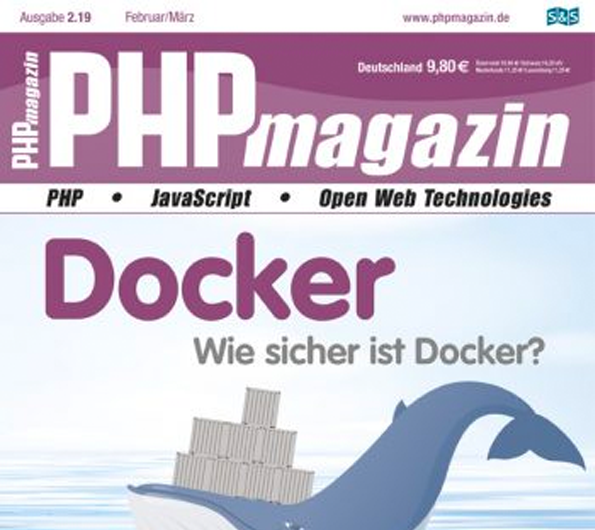 Ausgabe 2.19 Februar/März www.phpmagazin.de S&S
PHPmagazin
PHPmagazin
Deutschland 9,80 €
PHP • JavaScript • Open Web Technologies
Docker
Wie sicher ist Docker?